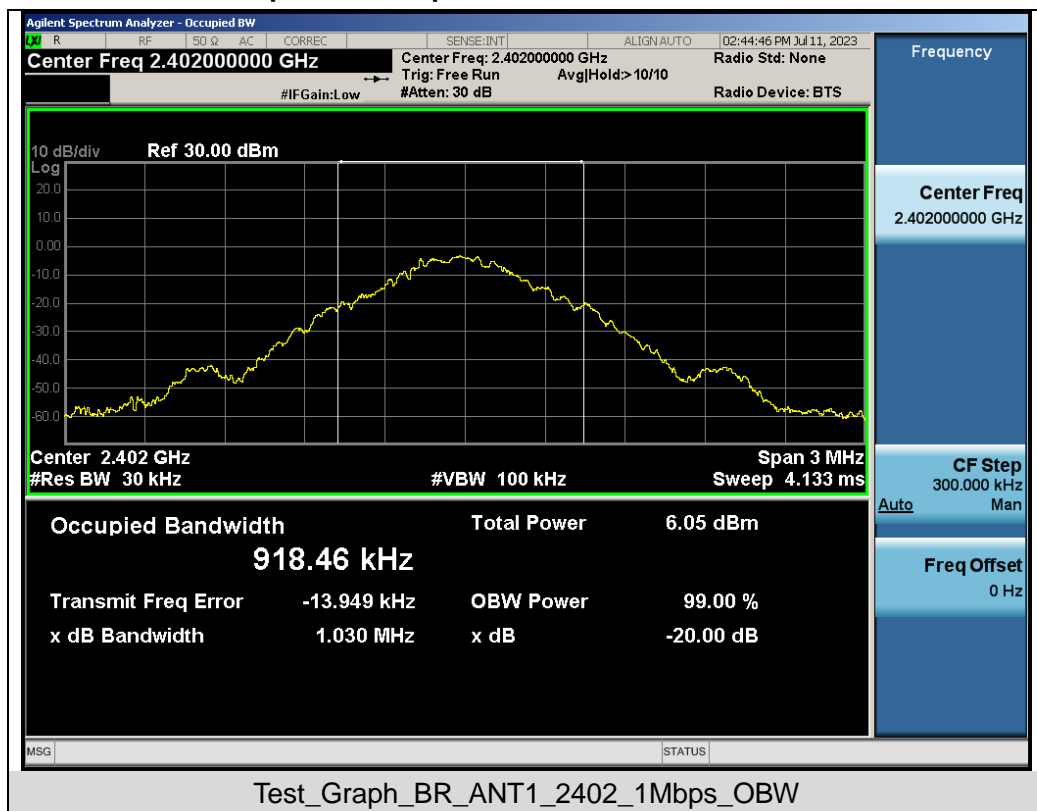 Agilent Spectrum Analyzer - Occupied BW
LXI R RF 50 Ω AC CORREC SENSE:INT ALIGN AUTO 02:44:46 PM Jul 11, 2023
Center Freq 2.402000000 GHz
Center Freq: 2.402000000 GHz
Radio Std: None
Trig: Free Run Avg|Hold:>10/10
#IFGain:Low
#Atten: 30 dB
Radio Device: BTS
10 dB/div Ref 30.00 dBm
Log
20.0
10.0
0.00
-10.0
-20.0
-30.0
-40.0
-50.0
-60.0
Center 2.402 GHz Span 3 MHz
#Res BW 30 kHz #VBW 100 kHz Sweep 4.133 ms
Occupied Bandwidth Total Power 6.05 dBm
918.46 kHz
Transmit Freq Error -13.949 kHz OBW Power 99.00 %
x dB Bandwidth 1.030 MHz x dB -20.00 dB
MSG STATUS
Frequency
Center Freq
2.402000000 GHz
CF Step
300.000 kHz
Auto Man
Freq Offset
0 Hz
Test_Graph_BR_ANT1_2402_1Mbps_OBW